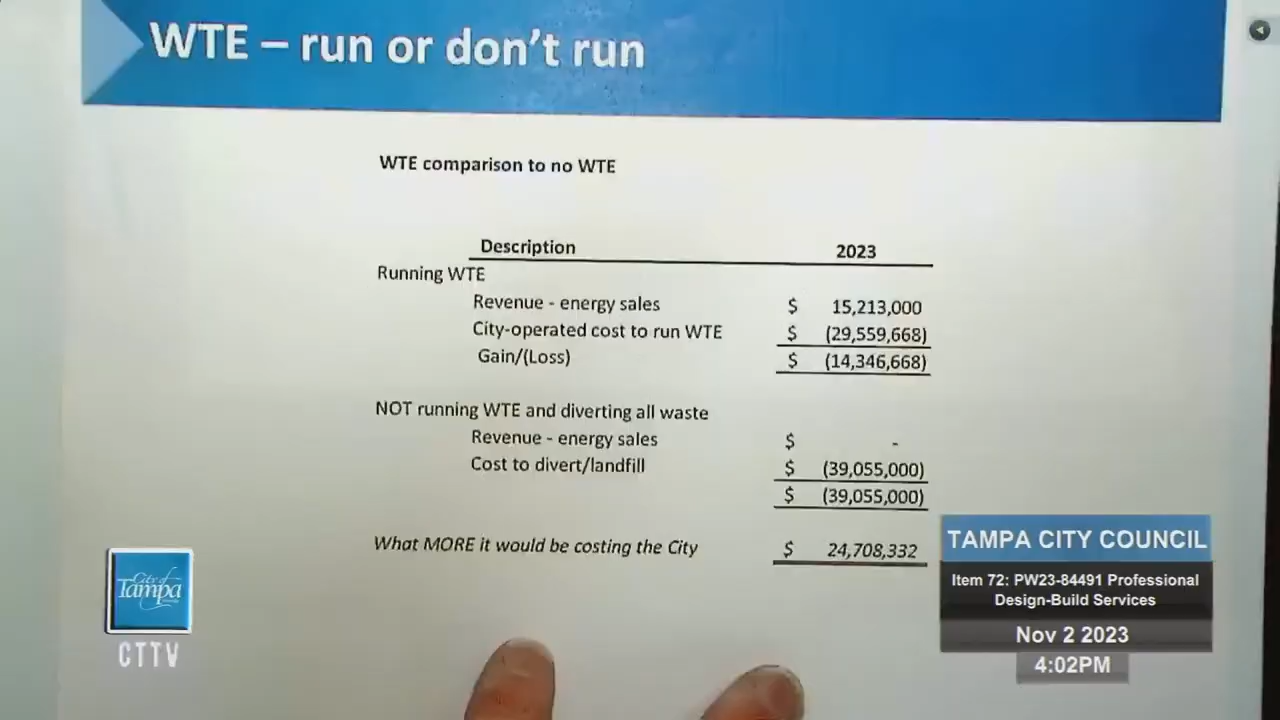 WTE – run or don't run
WTE comparison to no WTE
Description 2023
Running WTE
Revenue - energy sales $ 15,213,000
City-operated cost to run WTE $ (29,559,668)
Gain/(Loss) $ (14,346,668)
NOT running WTE and diverting all waste
Revenue - energy sales $ -
Cost to divert/landfill $ (39,055,000)
$ (39,055,000)
What MORE it would be costing the City $ 24,708,332
City of
Tampa
CTTV
TAMPA CITY COUNCIL
Item 72: PW23-84491 Professional
Design-Build Services
Nov 2 2023
4:02PM